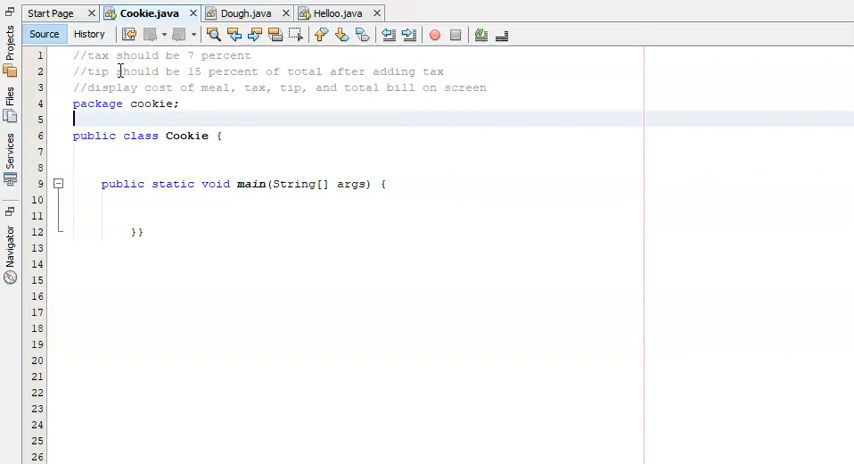 Start Page Cookie.java Dough.java Helloo.java
Source History
Projects
Files
Services
Navigator
1 //tax should be 7 percent
2 //tip should be 15 percent of total after adding tax
3 //display cost of meal, tax, tip, and total bill on screen
4 package cookie;
5
6 public class Cookie {
7
8
9 public static void main(String[] args) {
10
11
12 }}
13
14
15
16
17
18
19
20
21
22
23
24
25
26